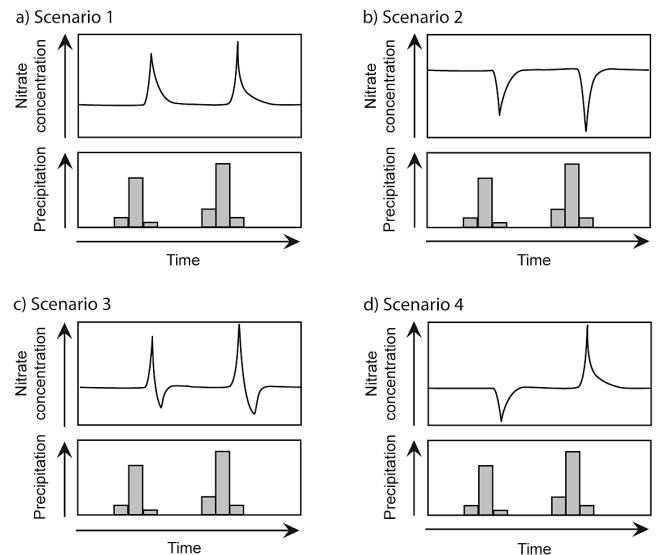 a) Scenario 1
Nitrate
concentration
Precipitation
Time
b) Scenario 2
Nitrate
concentration
Precipitation
Time
c) Scenario 3
Nitrate
concentration
Precipitation
Time
d) Scenario 4
Nitrate
concentration
Precipitation
Time